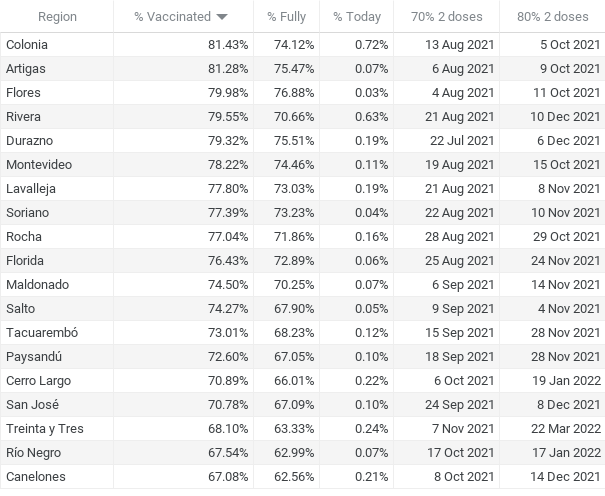 Region % Vaccinated % Fully % Today 70% 2 doses 80% 2 doses
Colonia 81.43% 74.12% 0.72% 13 Aug 2021 5 Oct 2021
Artigas 81.28% 75.47% 0.07% 6 Aug 2021 9 Oct 2021
Flores 79.98% 76.88% 0.03% 4 Aug 2021 11 Oct 2021
Rivera 79.55% 70.66% 0.63% 21 Aug 2021 10 Dec 2021
Durazno 79.32% 75.51% 0.19% 22 Jul 2021 6 Dec 2021
Montevideo 78.22% 74.46% 0.11% 19 Aug 2021 15 Oct 2021
Lavalleja 77.80% 73.03% 0.19% 21 Aug 2021 8 Nov 2021
Soriano 77.39% 73.23% 0.04% 22 Aug 2021 10 Nov 2021
Rocha 77.04% 71.86% 0.16% 28 Aug 2021 29 Oct 2021
Florida 76.43% 72.89% 0.06% 25 Aug 2021 24 Nov 2021
Maldonado 74.50% 70.25% 0.07% 6 Sep 2021 14 Nov 2021
Salto 74.27% 67.90% 0.05% 9 Sep 2021 4 Nov 2021
Tacuarembó 73.01% 68.23% 0.12% 15 Sep 2021 28 Nov 2021
Paysandú 72.60% 67.05% 0.10% 18 Sep 2021 28 Nov 2021
Cerro Largo 70.89% 66.01% 0.22% 6 Oct 2021 19 Jan 2022
San José 70.78% 67.09% 0.10% 24 Sep 2021 8 Dec 2021
Treinta y Tres 68.10% 63.33% 0.24% 7 Nov 2021 22 Mar 2022
Río Negro 67.54% 62.99% 0.07% 17 Oct 2021 17 Jan 2022
Canelones 67.08% 62.56% 0.21% 8 Oct 2021 14 Dec 2021